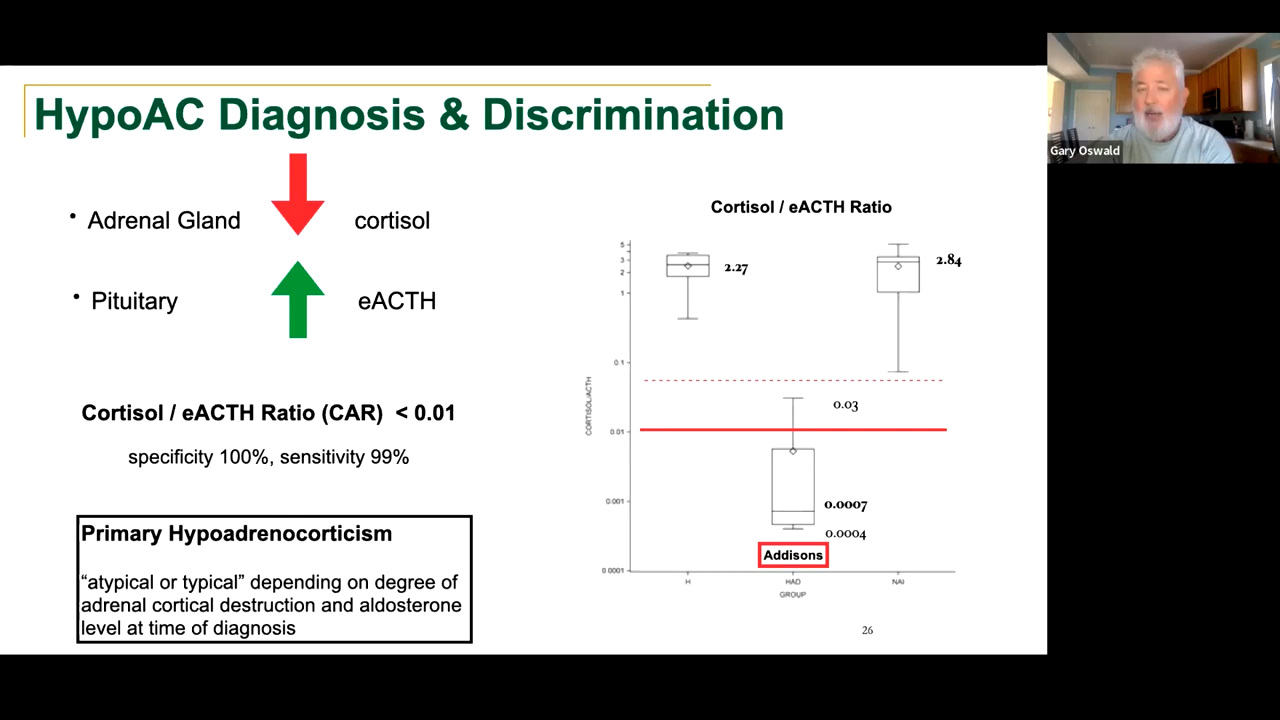 HypoAC Diagnosis & Discrimination
• Adrenal Gland cortisol
• Pituitary eACTH
Cortisol / eACTH Ratio (CAR) < 0.01
specificity 100%, sensitivity 99%
Primary Hypoadrenocorticism
“atypical or typical” depending on degree of
adrenal cortical destruction and aldosterone
level at time of diagnosis
Cortisol / eACTH Ratio
5
3
2
1
0.1
0.01
0.001
0.0001
CORTISOL/ACTH
2.27
2.84
0.03
0.0007
0.0004
Addisons
H HAD NAI
GROUP
26
Gary Oswald